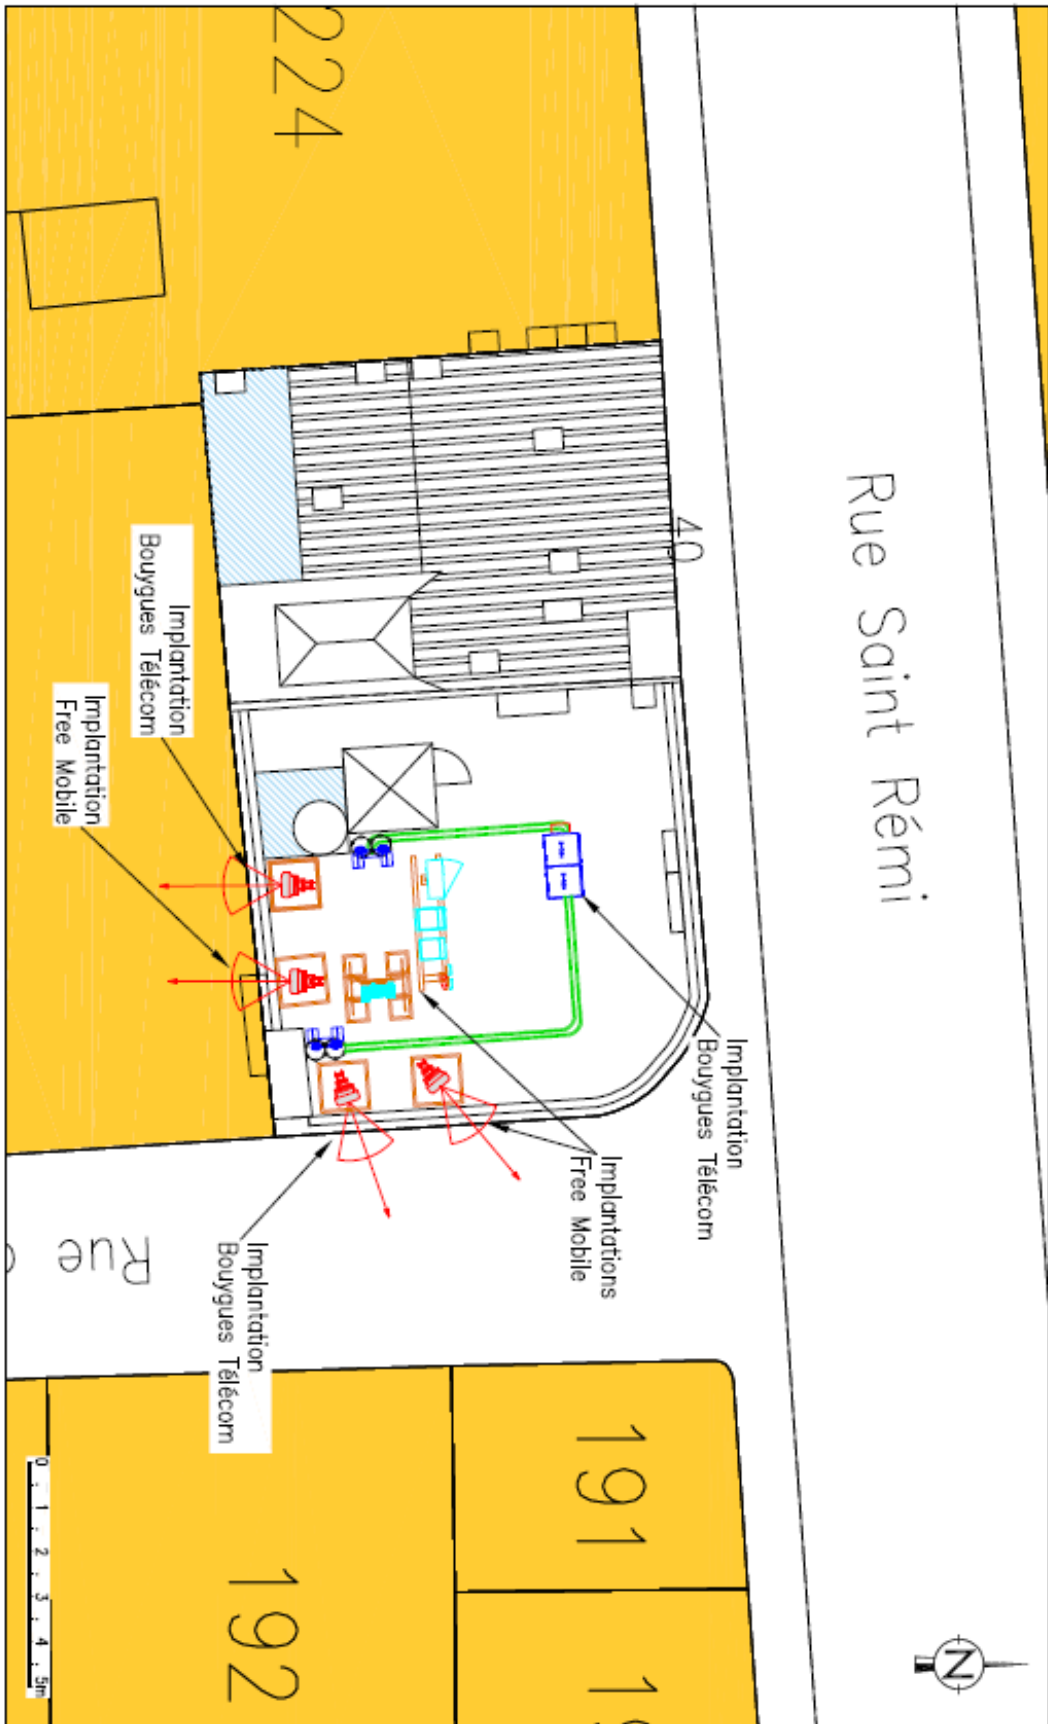 224
40
Rue Saint Rémi
Implantation
Bouygues Télécom
Implantation
Free Mobile
Implantation
Bouygues Télécom
Implantations
Free Mobile
Implantation
Bouygues Télécom
Rue
191
192
0 1 2 3 4 5m
N